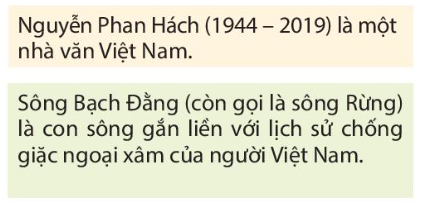 Nguyễn Phan Hách (1944 – 2019) là một
nhà văn Việt Nam.
Sông Bạch Đằng (còn gọi là sông Rừng)
là con sông gắn liền với lịch sử chống
giặc ngoại xâm của người Việt Nam.